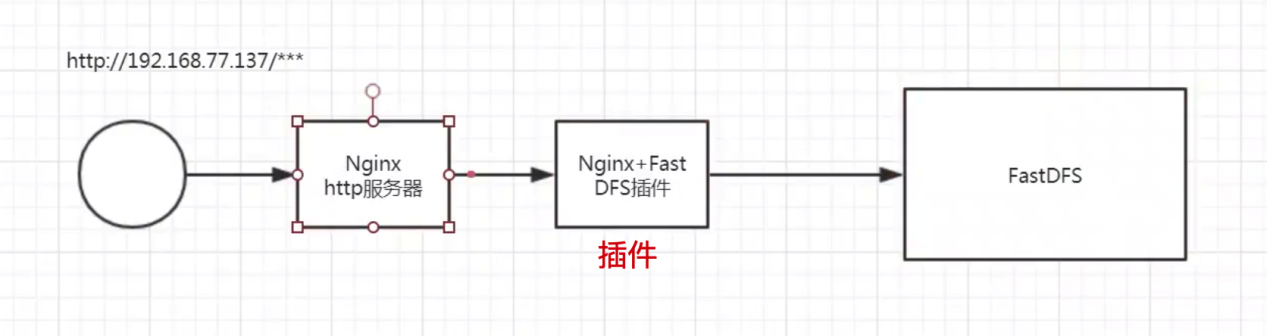 http://192.168.77.137/***
Nginx
http服务器
Nginx+Fast
DFS插件
FastDFS
插件